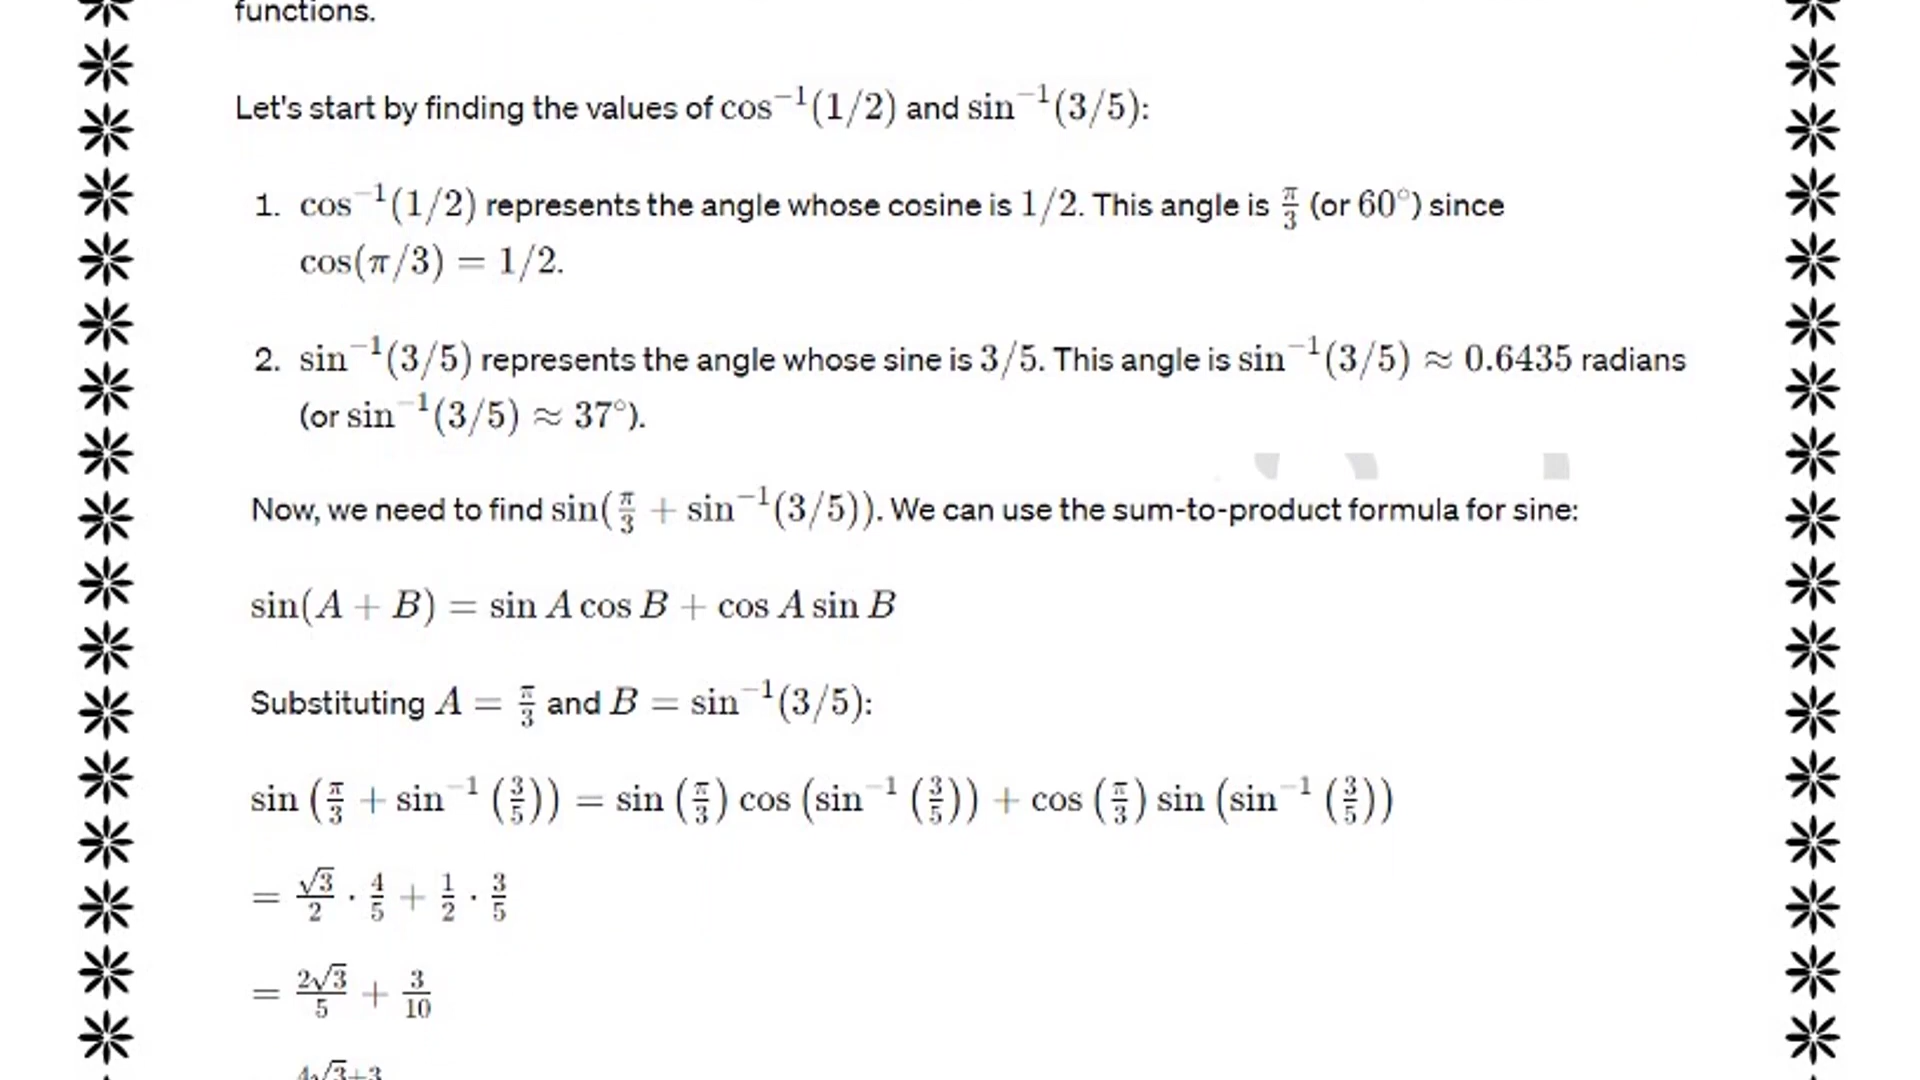 functions.
Let's start by finding the values of cos⁻¹(1/2) and sin⁻¹(3/5):
1. cos⁻¹(1/2) represents the angle whose cosine is 1/2. This angle is π/3 (or 60°) since
cos(π/3) = 1/2.
2. sin⁻¹(3/5) represents the angle whose sine is 3/5. This angle is sin⁻¹(3/5) ≈ 0.6435 radians
(or sin⁻¹(3/5) ≈ 37°).
Now, we need to find sin(π/3 + sin⁻¹(3/5)). We can use the sum-to-product formula for sine:
sin(A + B) = sin A cos B + cos A sin B
Substituting A = π/3 and B = sin⁻¹(3/5):
sin (π/3 + sin⁻¹ (3/5)) = sin (π/3) cos (sin⁻¹ (3/5)) + cos (π/3) sin (sin⁻¹ (3/5))
= √3/2 · 4/5 + 1/2 · 3/5
= 2√3/5 + 3/10
4√3+3